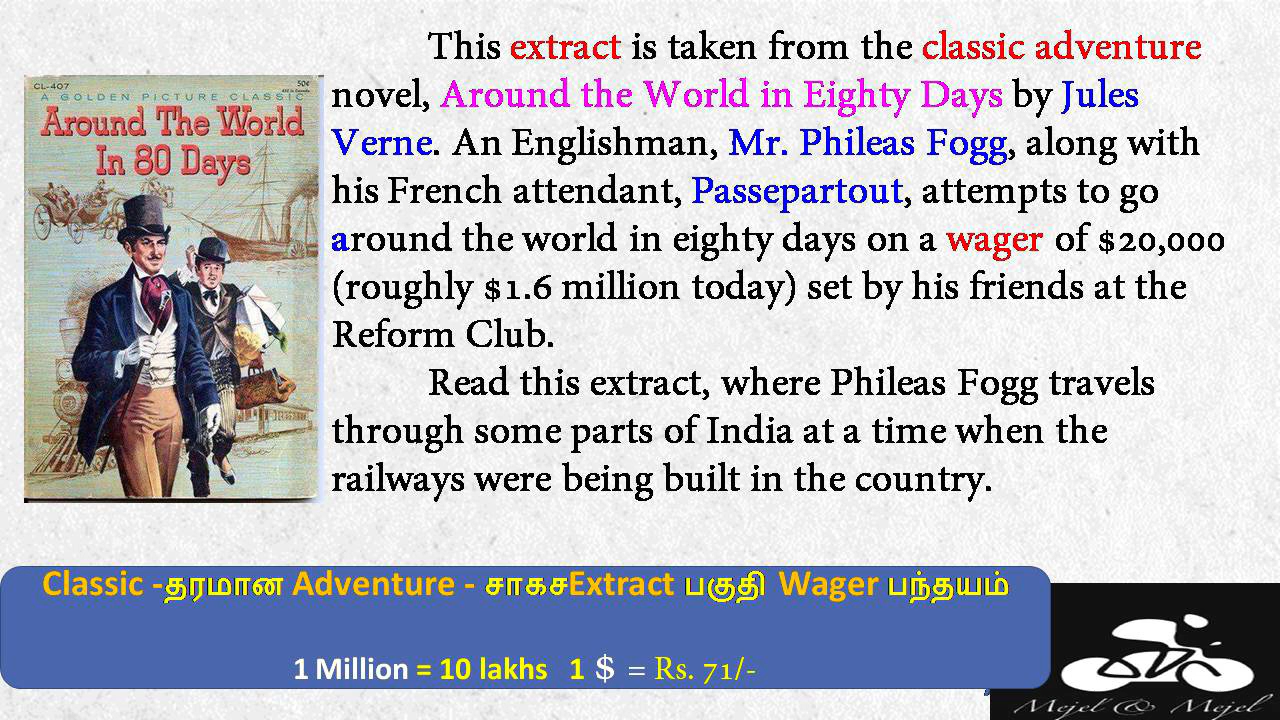 This extract is taken from the classic adventure
novel, Around the World in Eighty Days by Jules
Verne. An Englishman, Mr. Phileas Fogg, along with
his French attendant, Passepartout, attempts to go
around the world in eighty days on a wager of $20,000
(roughly $1.6 million today) set by his friends at the
Reform Club.
Read this extract, where Phileas Fogg travels
through some parts of India at a time when the
railways were being built in the country.
CL-407
50¢
A GOLDEN PICTURE CLASSIC
Around The World
In 80 Days
Classic -தரமான Adventure - சாகசExtract பகுதி Wager பந்தயம்
1 Million = 10 lakhs 1 $ = Rs. 71/-
Mejel & Mejel